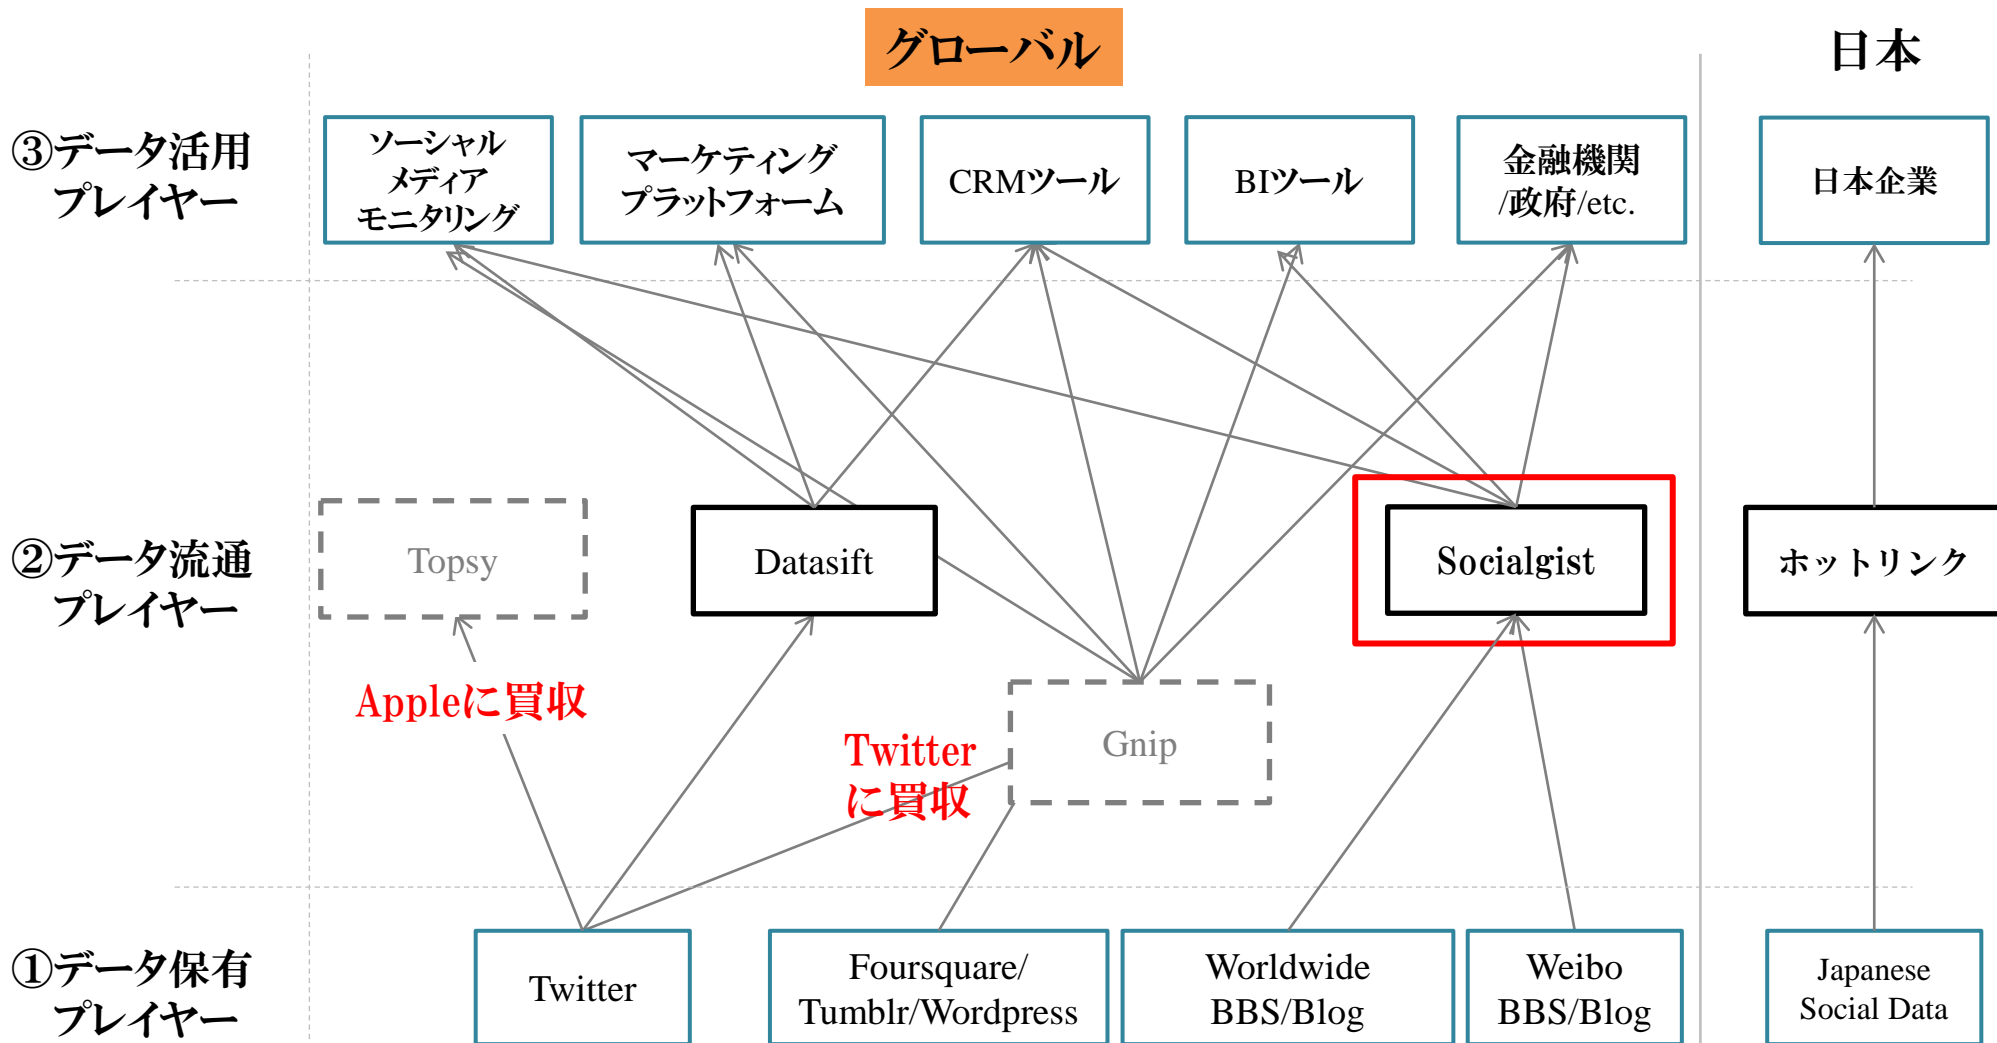 グローバル
日本
③データ活用
プレイヤー
ソーシャル
メディア
モニタリング
マーケティング
プラットフォーム
CRMツール
BIツール
金融機関
/政府/etc.
日本企業
②データ流通
プレイヤー
Topsy
Datasift
Socialgist
ホットリンク
Appleに買収
Twitter
に買収
Gnip
①データ保有
プレイヤー
Twitter
Foursquare/
Tumblr/Wordpress
Worldwide
BBS/Blog
Weibo
BBS/Blog
Japanese
Social Data